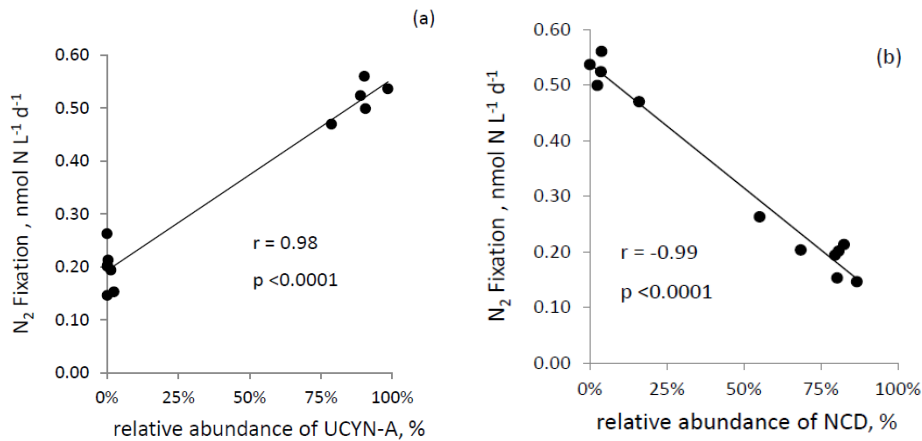 (a)
0.60
0.50
0.40
0.30
0.20
0.10
0.00
N₂ Fixation , nmol N L⁻¹ d⁻¹
r = 0.98
p <0.0001
0% 25% 50% 75% 100%
relative abundance of UCYN-A, %
(b)
0.60
0.50
0.40
0.30
0.20
0.10
0.00
N₂ Fixation , nmol N L⁻¹ d⁻¹
r = -0.99
p <0.0001
0% 25% 50% 75% 100%
relative abundance of NCD, %